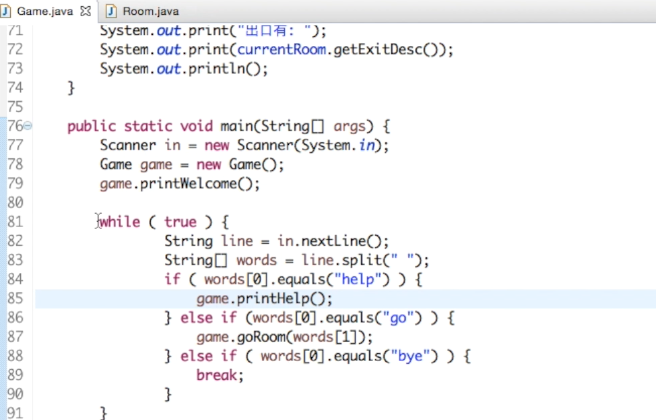 Game.java Room.java
71 System.out.print("出口有: ");
72 System.out.print(currentRoom.getExitDesc());
73 System.out.println();
74 }
75
76 public static void main(String[] args) {
77 Scanner in = new Scanner(System.in);
78 Game game = new Game();
79 game.printWelcome();
80
81 while ( true ) {
82 String line = in.nextLine();
83 String[] words = line.split(" ");
84 if ( words[0].equals("help") ) {
85 game.printHelp();
86 } else if (words[0].equals("go") ) {
87 game.goRoom(words[1]);
88 } else if ( words[0].equals("bye") ) {
89 break;
90 }
91 }